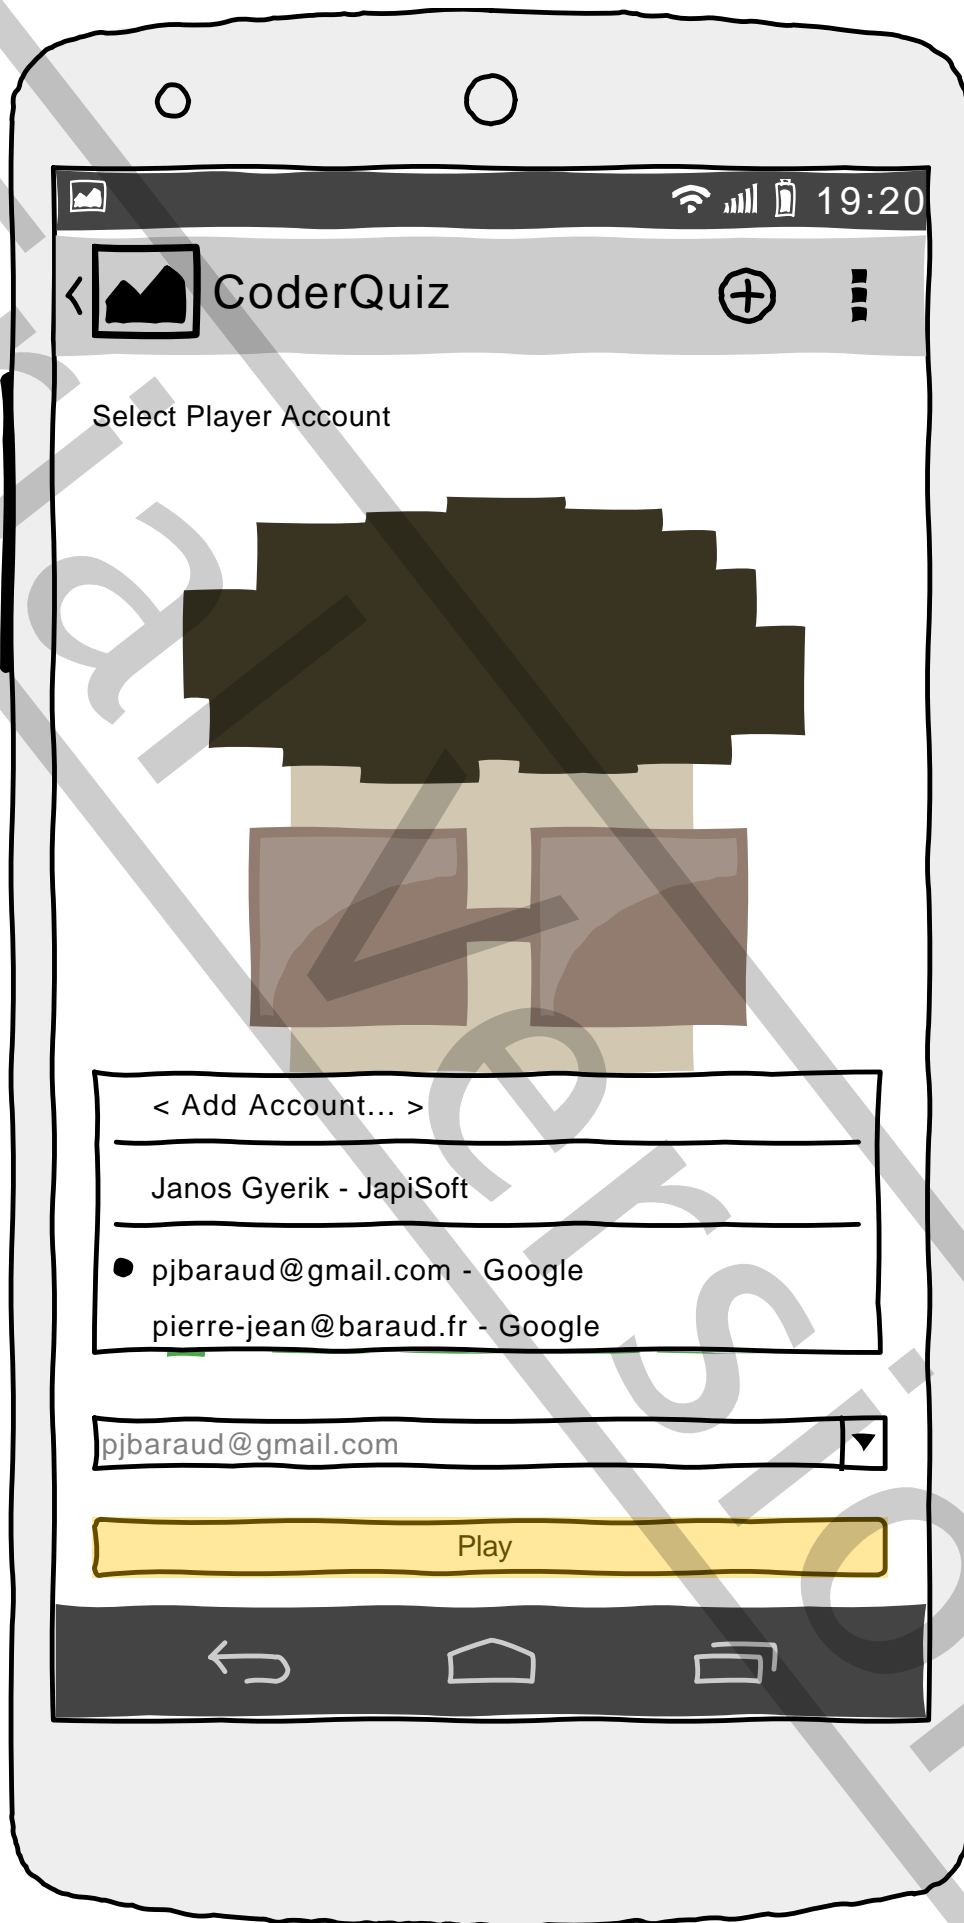 19:20
CoderQuiz
Select Player Account
< Add Account... >
Janos Gyerik - JapiSoft
pjbaraud@gmail.com - Google
pierre-jean@baraud.fr - Google
pjbaraud@gmail.com
Play